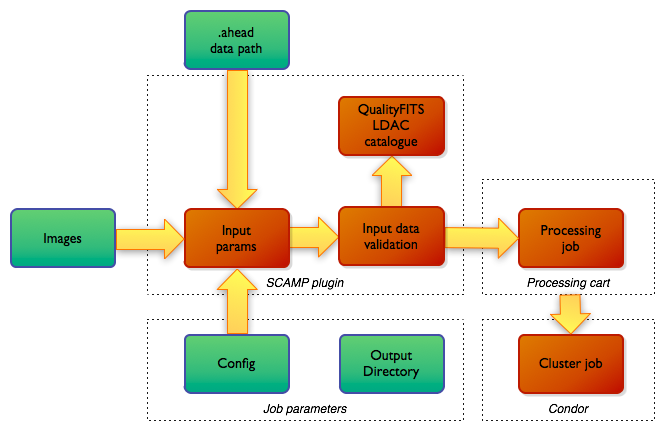 .ahead
data path
QualityFITS
LDAC
catalogue
Images
Input
params
Input data
validation
Processing
job
SCAMP plugin
Processing cart
Config
Output
Directory
Cluster job
Job parameters
Condor